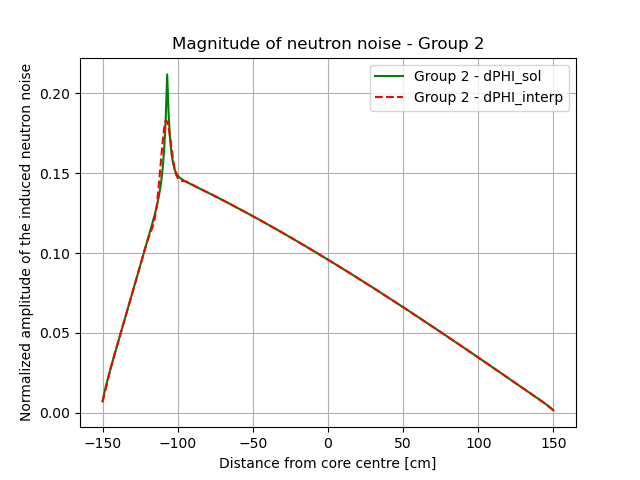 Magnitude of neutron noise - Group 2
Group 2 - dPHI_sol
Group 2 - dPHI_interp
Normalized amplitude of the induced neutron noise
0.20
0.15
0.10
0.05
0.00
−150
−100
−50
0
50
100
150
Distance from core centre [cm]